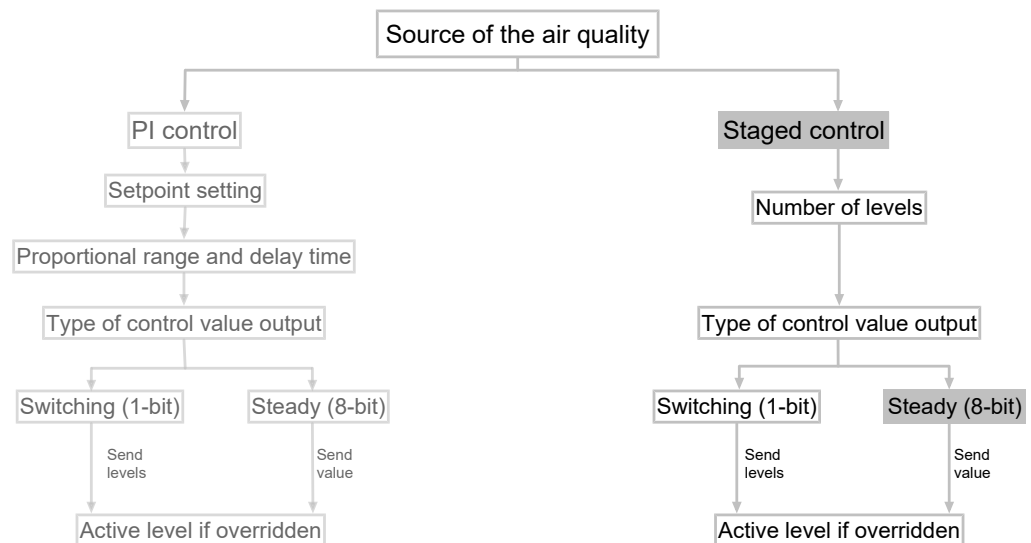 Source of the air quality
PI control
Staged control
Setpoint setting
Number of levels
Proportional range and delay time
Type of control value output
Type of control value output
Switching (1-bit)
Steady (8-bit)
Switching (1-bit)
Steady (8-bit)
Send
levels
Send
value
Send
levels
Send
value
Active level if overridden
Active level if overridden